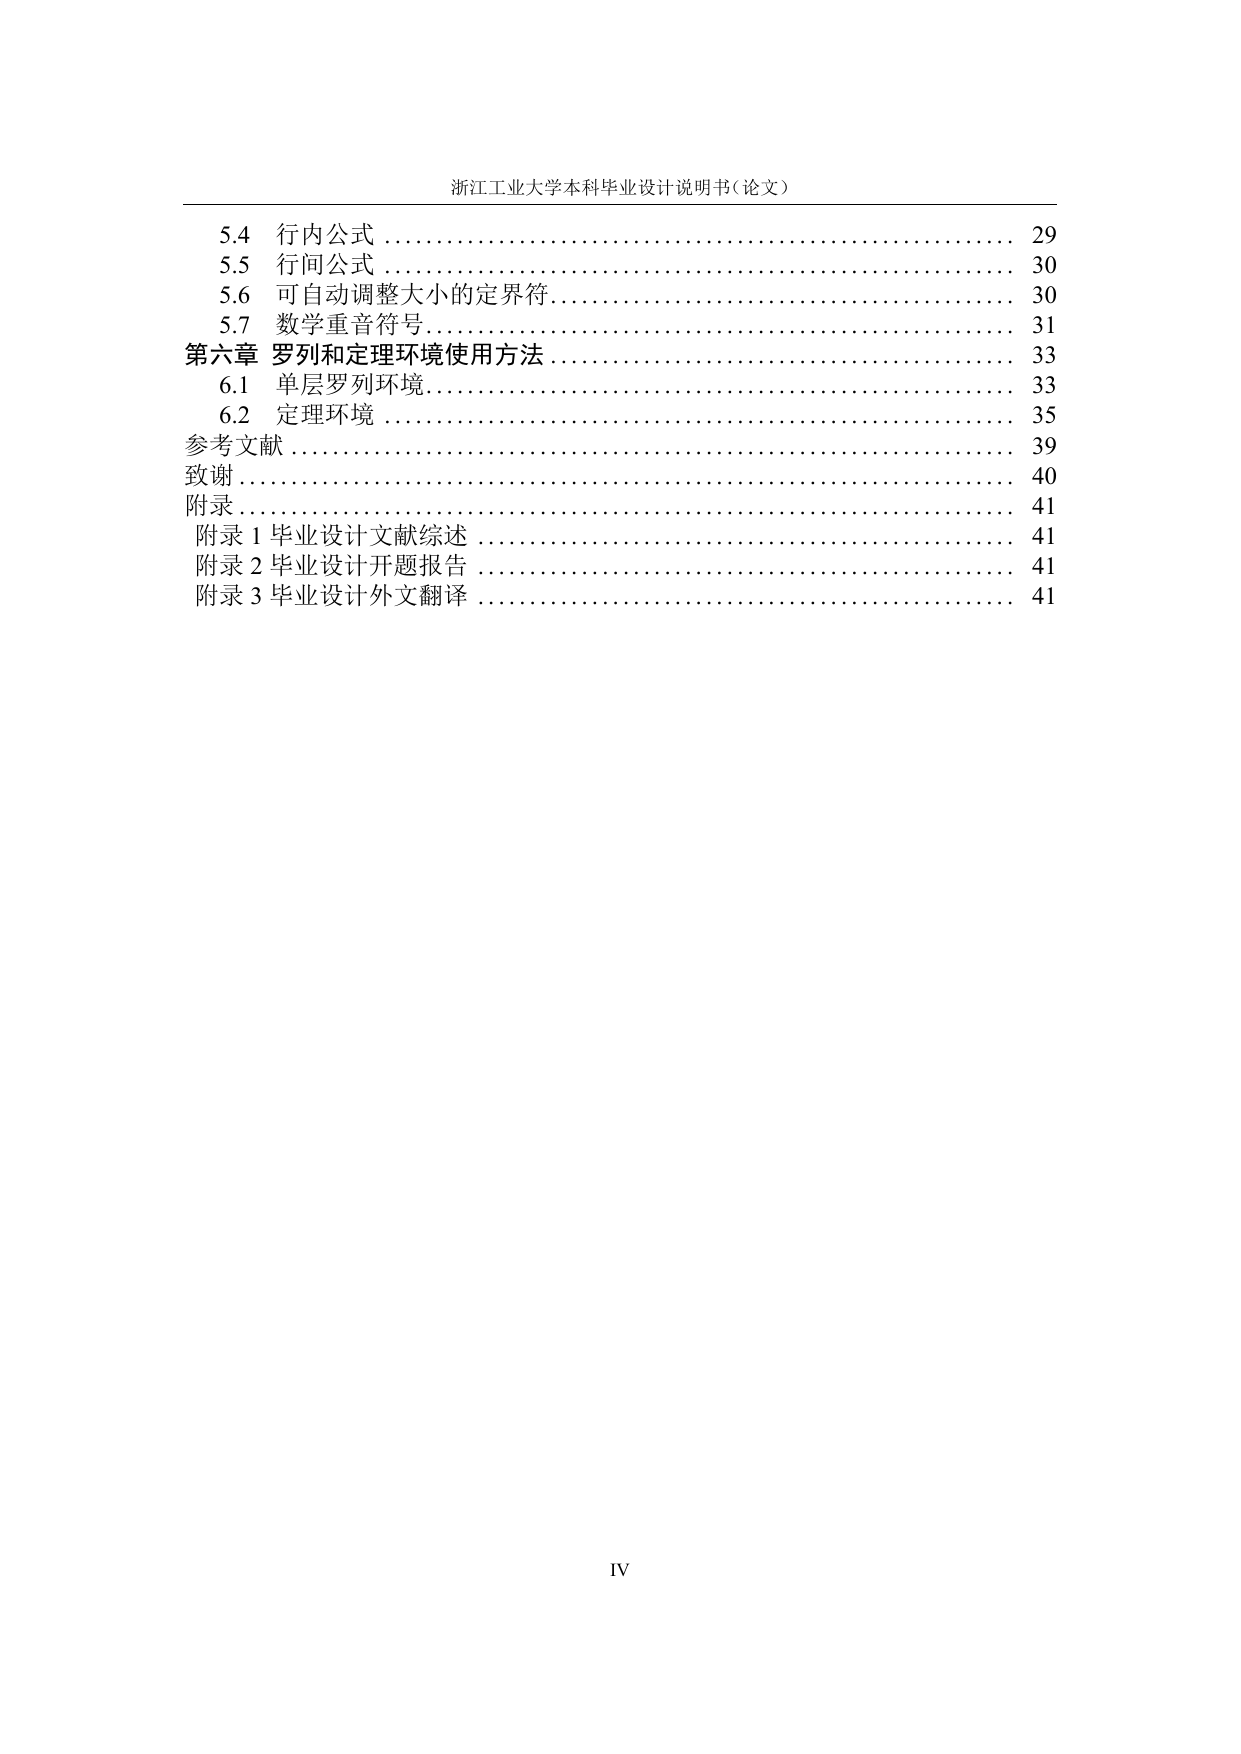 浙江工业大学本科毕业设计说明书（论文）
5.4 行内公式 ............................................................ 29
5.5 行间公式 ............................................................ 30
5.6 可自动调整大小的定界符............................................ 30
5.7 数学重音符号........................................................ 31
第六章 罗列和定理环境使用方法 ............................................ 33
6.1 单层罗列环境........................................................ 33
6.2 定理环境 ............................................................ 35
参考文献 ..................................................................... 39
致谢.......................................................................... 40
附录.......................................................................... 41
附录 1 毕业设计文献综述 ................................................... 41
附录 2 毕业设计开题报告 ................................................... 41
附录 3 毕业设计外文翻译 ................................................... 41
IV